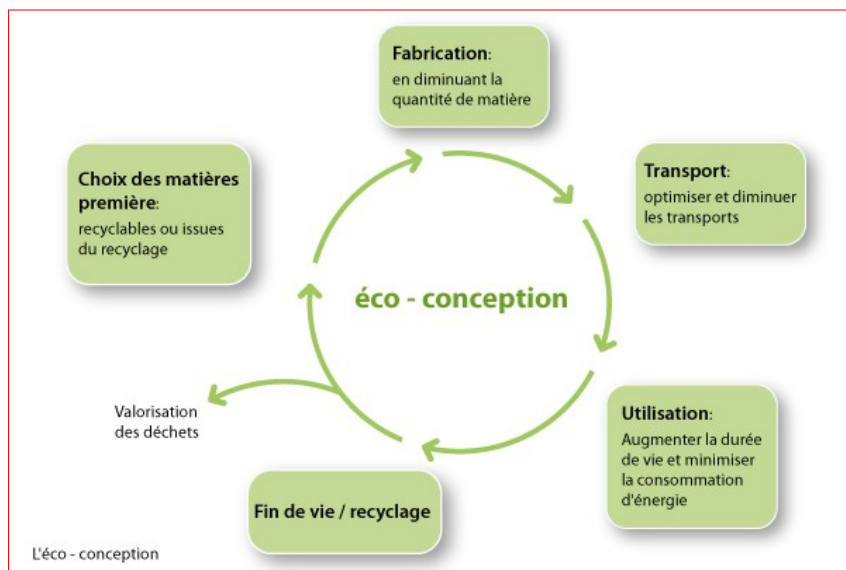 Fabrication:
en diminuant la
quantité de matière
Transport:
optimiser et diminuer
les transports
Choix des matières
première:
recyclables ou issues
du recyclage
éco - conception
Utilisation:
Augmenter la durée
de vie et minimiser
la consommation
d'énergie
Valorisation
des déchets
Fin de vie / recyclage
L'éco - conception